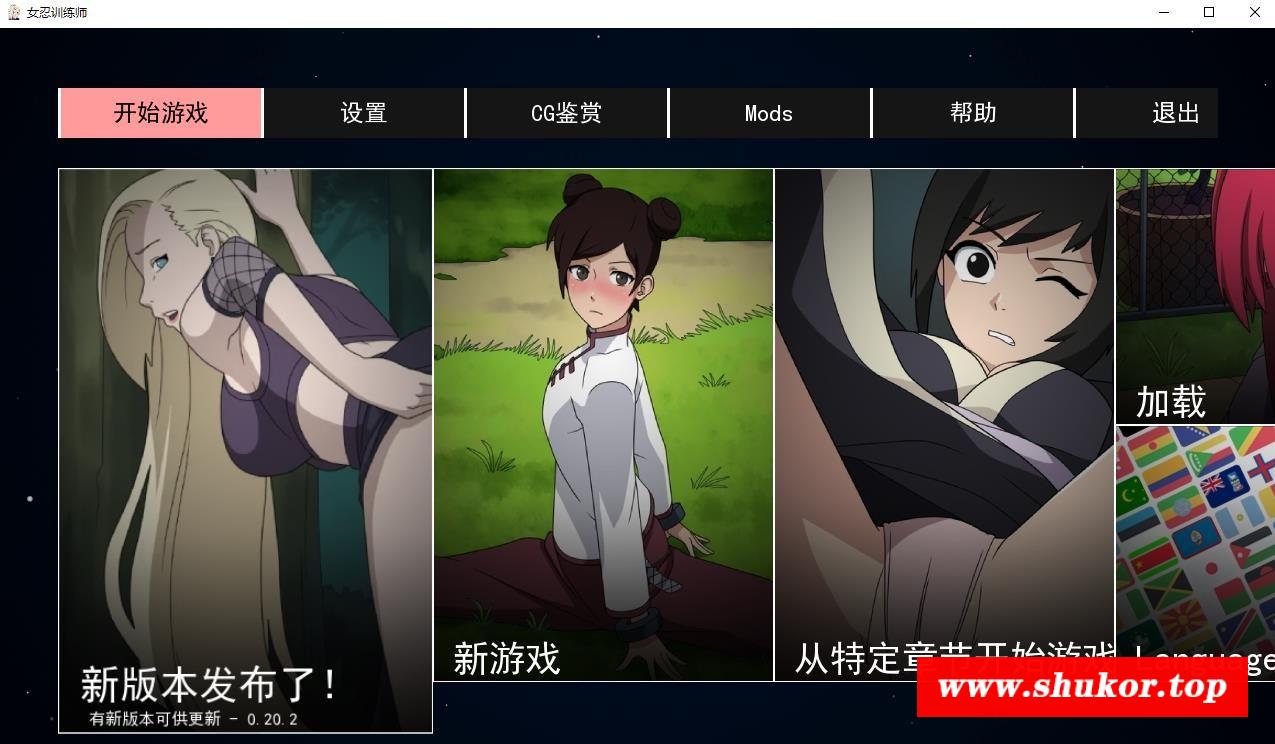 女忍训练师
开始游戏
设置
CG鉴赏
Mods
帮助
退出
加载
新版本发布了！
有新版本可供更新 - 0.20.2
新游戏
从特定章节开始游戏
Language
www.shukor.top